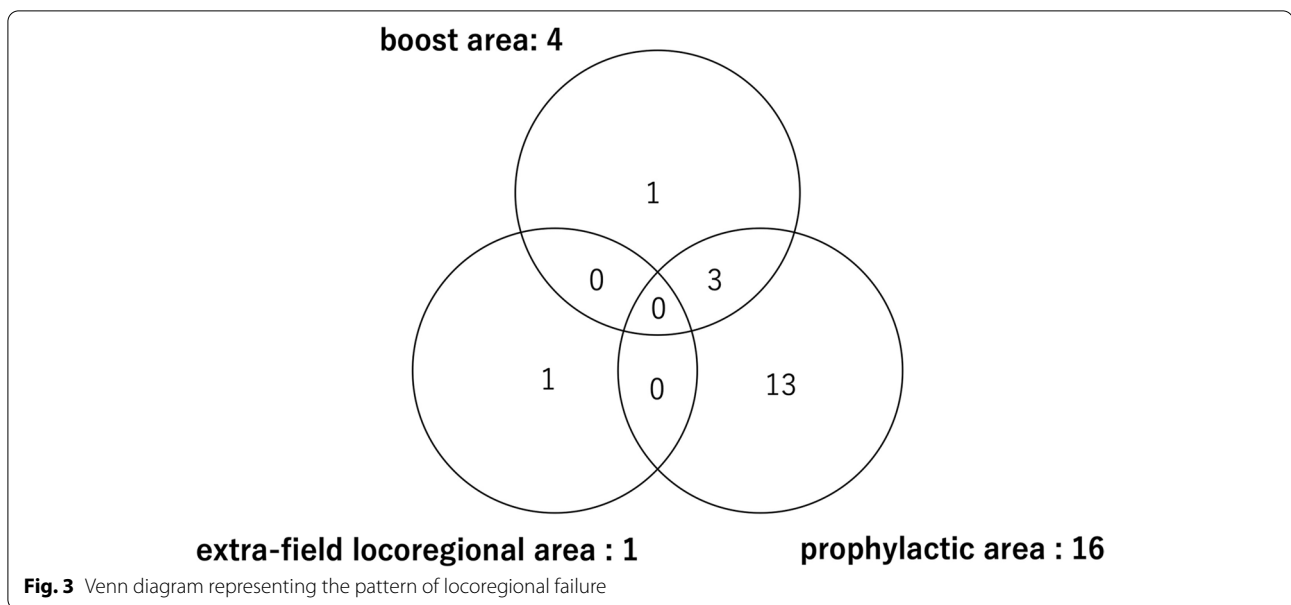 boost area: 4
1
0
3
0
1
0
13
extra-field locoregional area : 1
prophylactic area : 16
Fig. 3 Venn diagram representing the pattern of locoregional failure